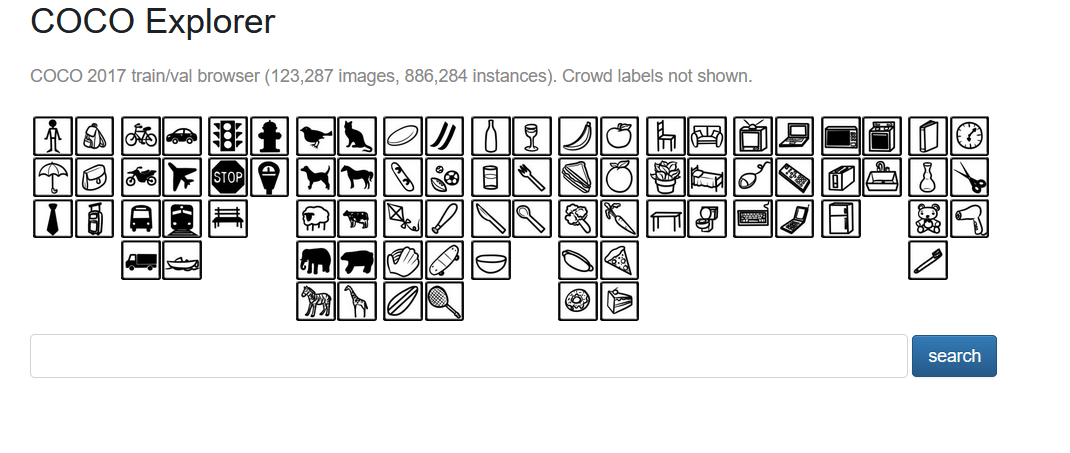 COCO Explorer
COCO 2017 train/val browser (123,287 images, 886,284 instances). Crowd labels not shown.
STOP
search